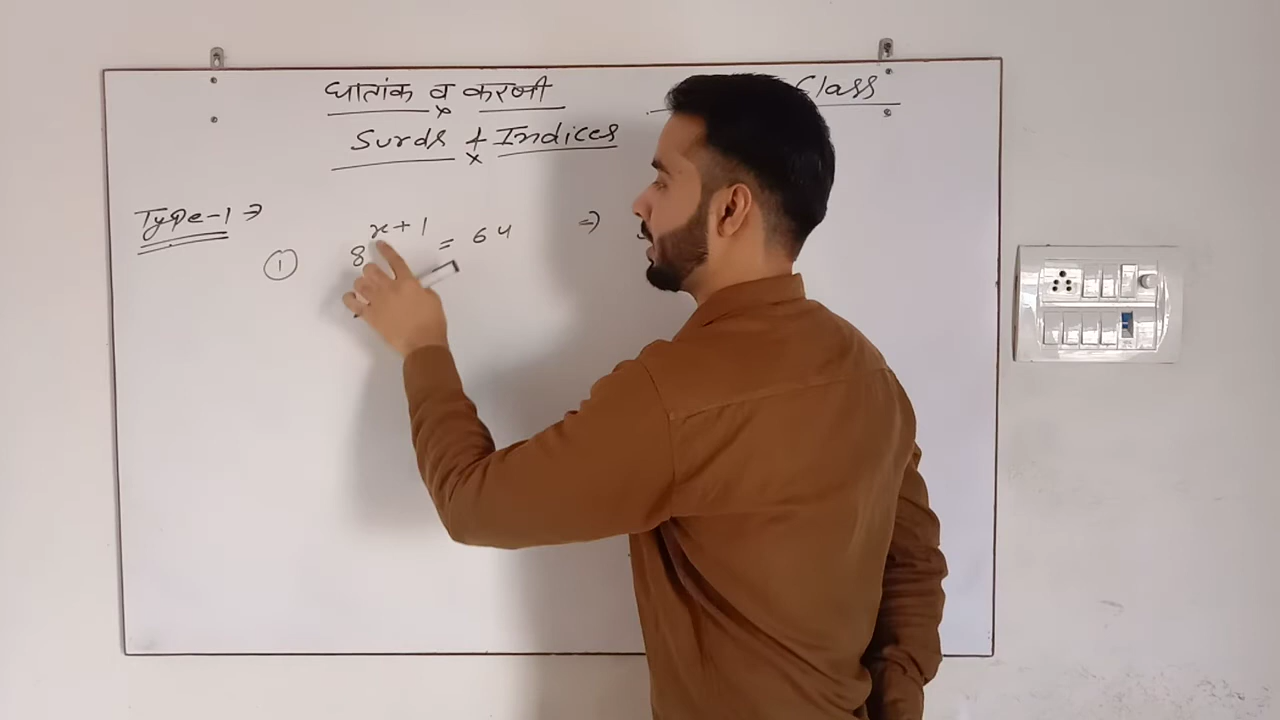 घातांक व करणी
Class
Surds & Indices
Type-1 →
① 8^{x+1} = 64 ⇒